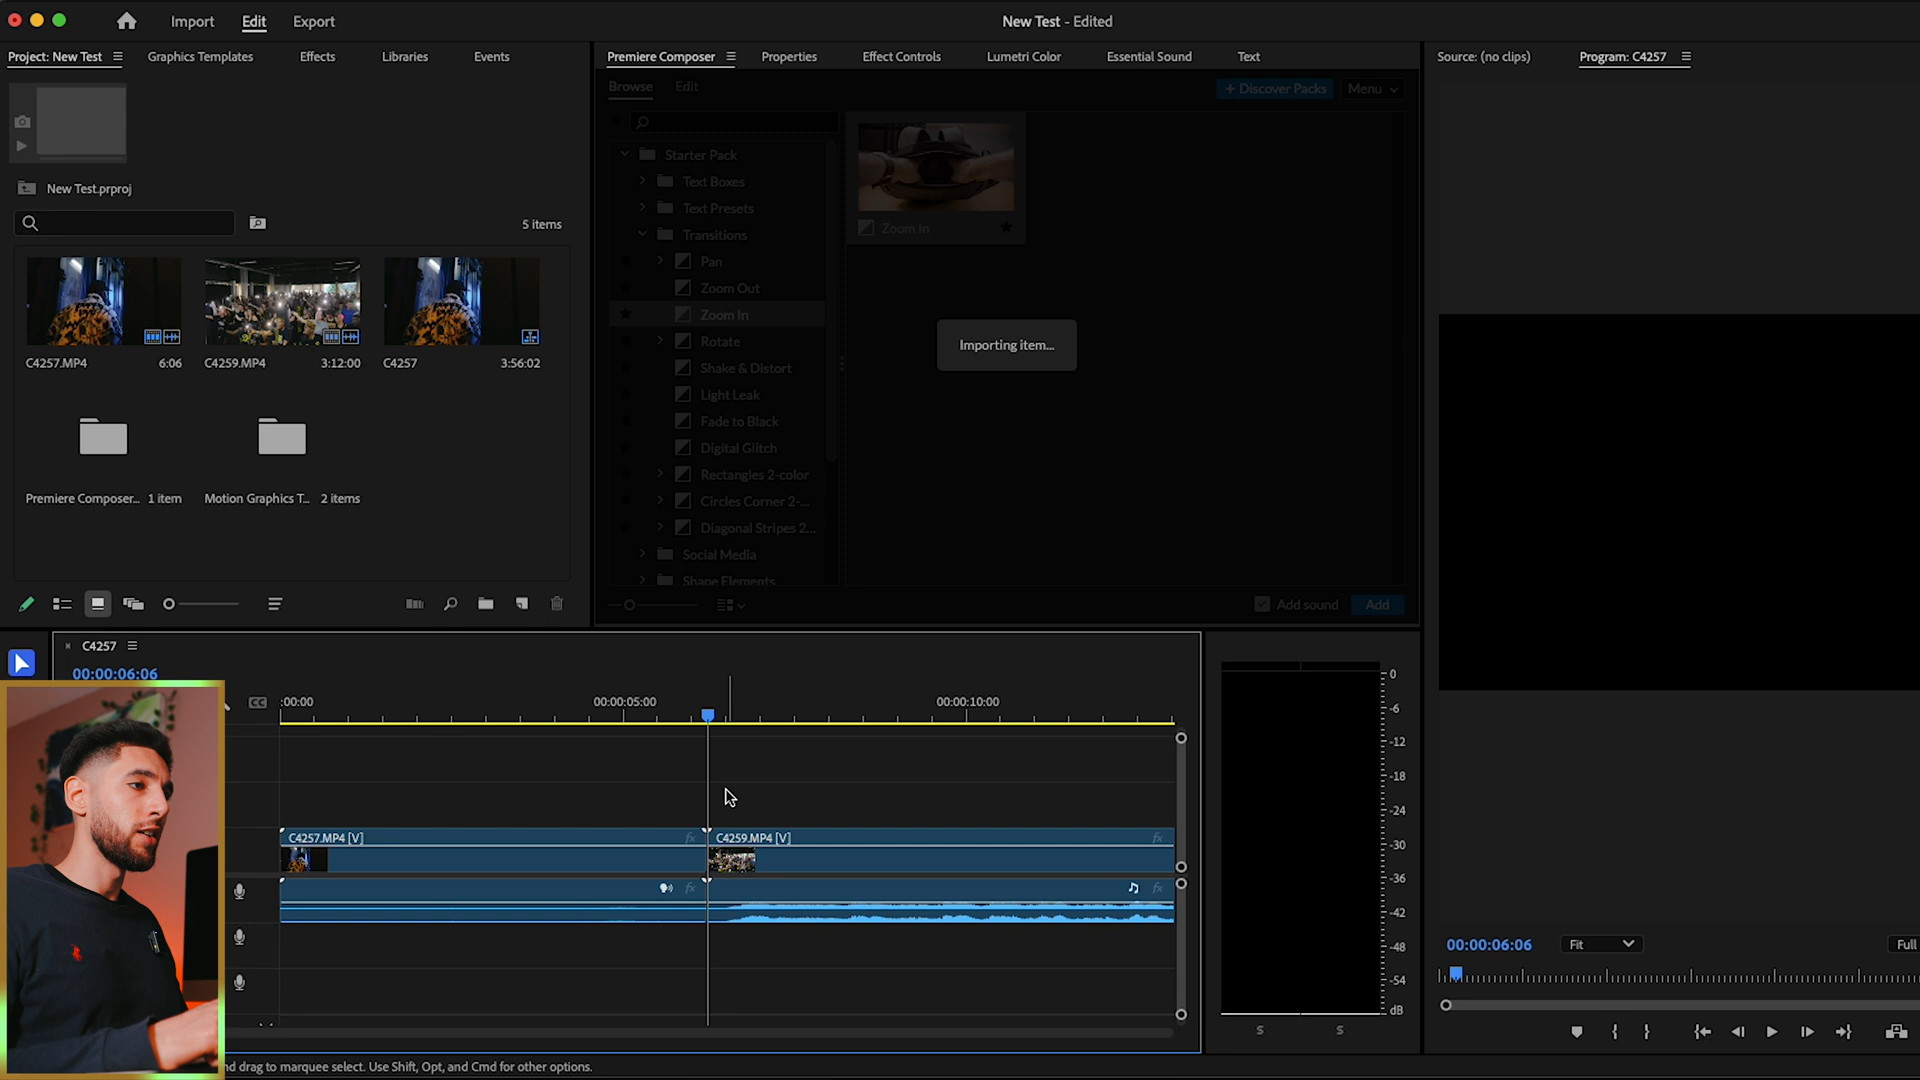 Import Edit Export
New Test - Edited
Project: New Test Graphics Templates Effects Libraries Events
Premiere Composer Properties Effect Controls Lumetri Color Essential Sound Text
Source: (no clips) Program: C4257
Browse Edit
+ Discover Packs Menu
New Test.prproj
5 items
C4257.MP4 6:06
C4259.MP4 3:12:00
C4257 3:56:02
Premiere Composer... 1 item
Motion Graphics T... 2 items
Starter Pack
Text Boxes
Text Presets
Transitions
Pan
Zoom Out
Zoom In
Rotate
Shake & Distort
Light Leak
Fade to Black
Digital Glitch
Rectangles 2-color
Circles Corner 2-...
Diagonal Stripes 2...
Social Media
Shape Elements
Zoom In
Importing item...
Add sound Add
C4257
00:00:06:06
CC :00:00 00:00:05:00 00:00:10:00
C4257.MP4 [V] fx C4259.MP4 [V] fx
fx fx
0
-6
-12
-18
-24
-30
-36
-42
-48
-54
dB
S S
00:00:06:06 Fit Full
nd drag to marquee select. Use Shift, Opt, and Cmd for other options.